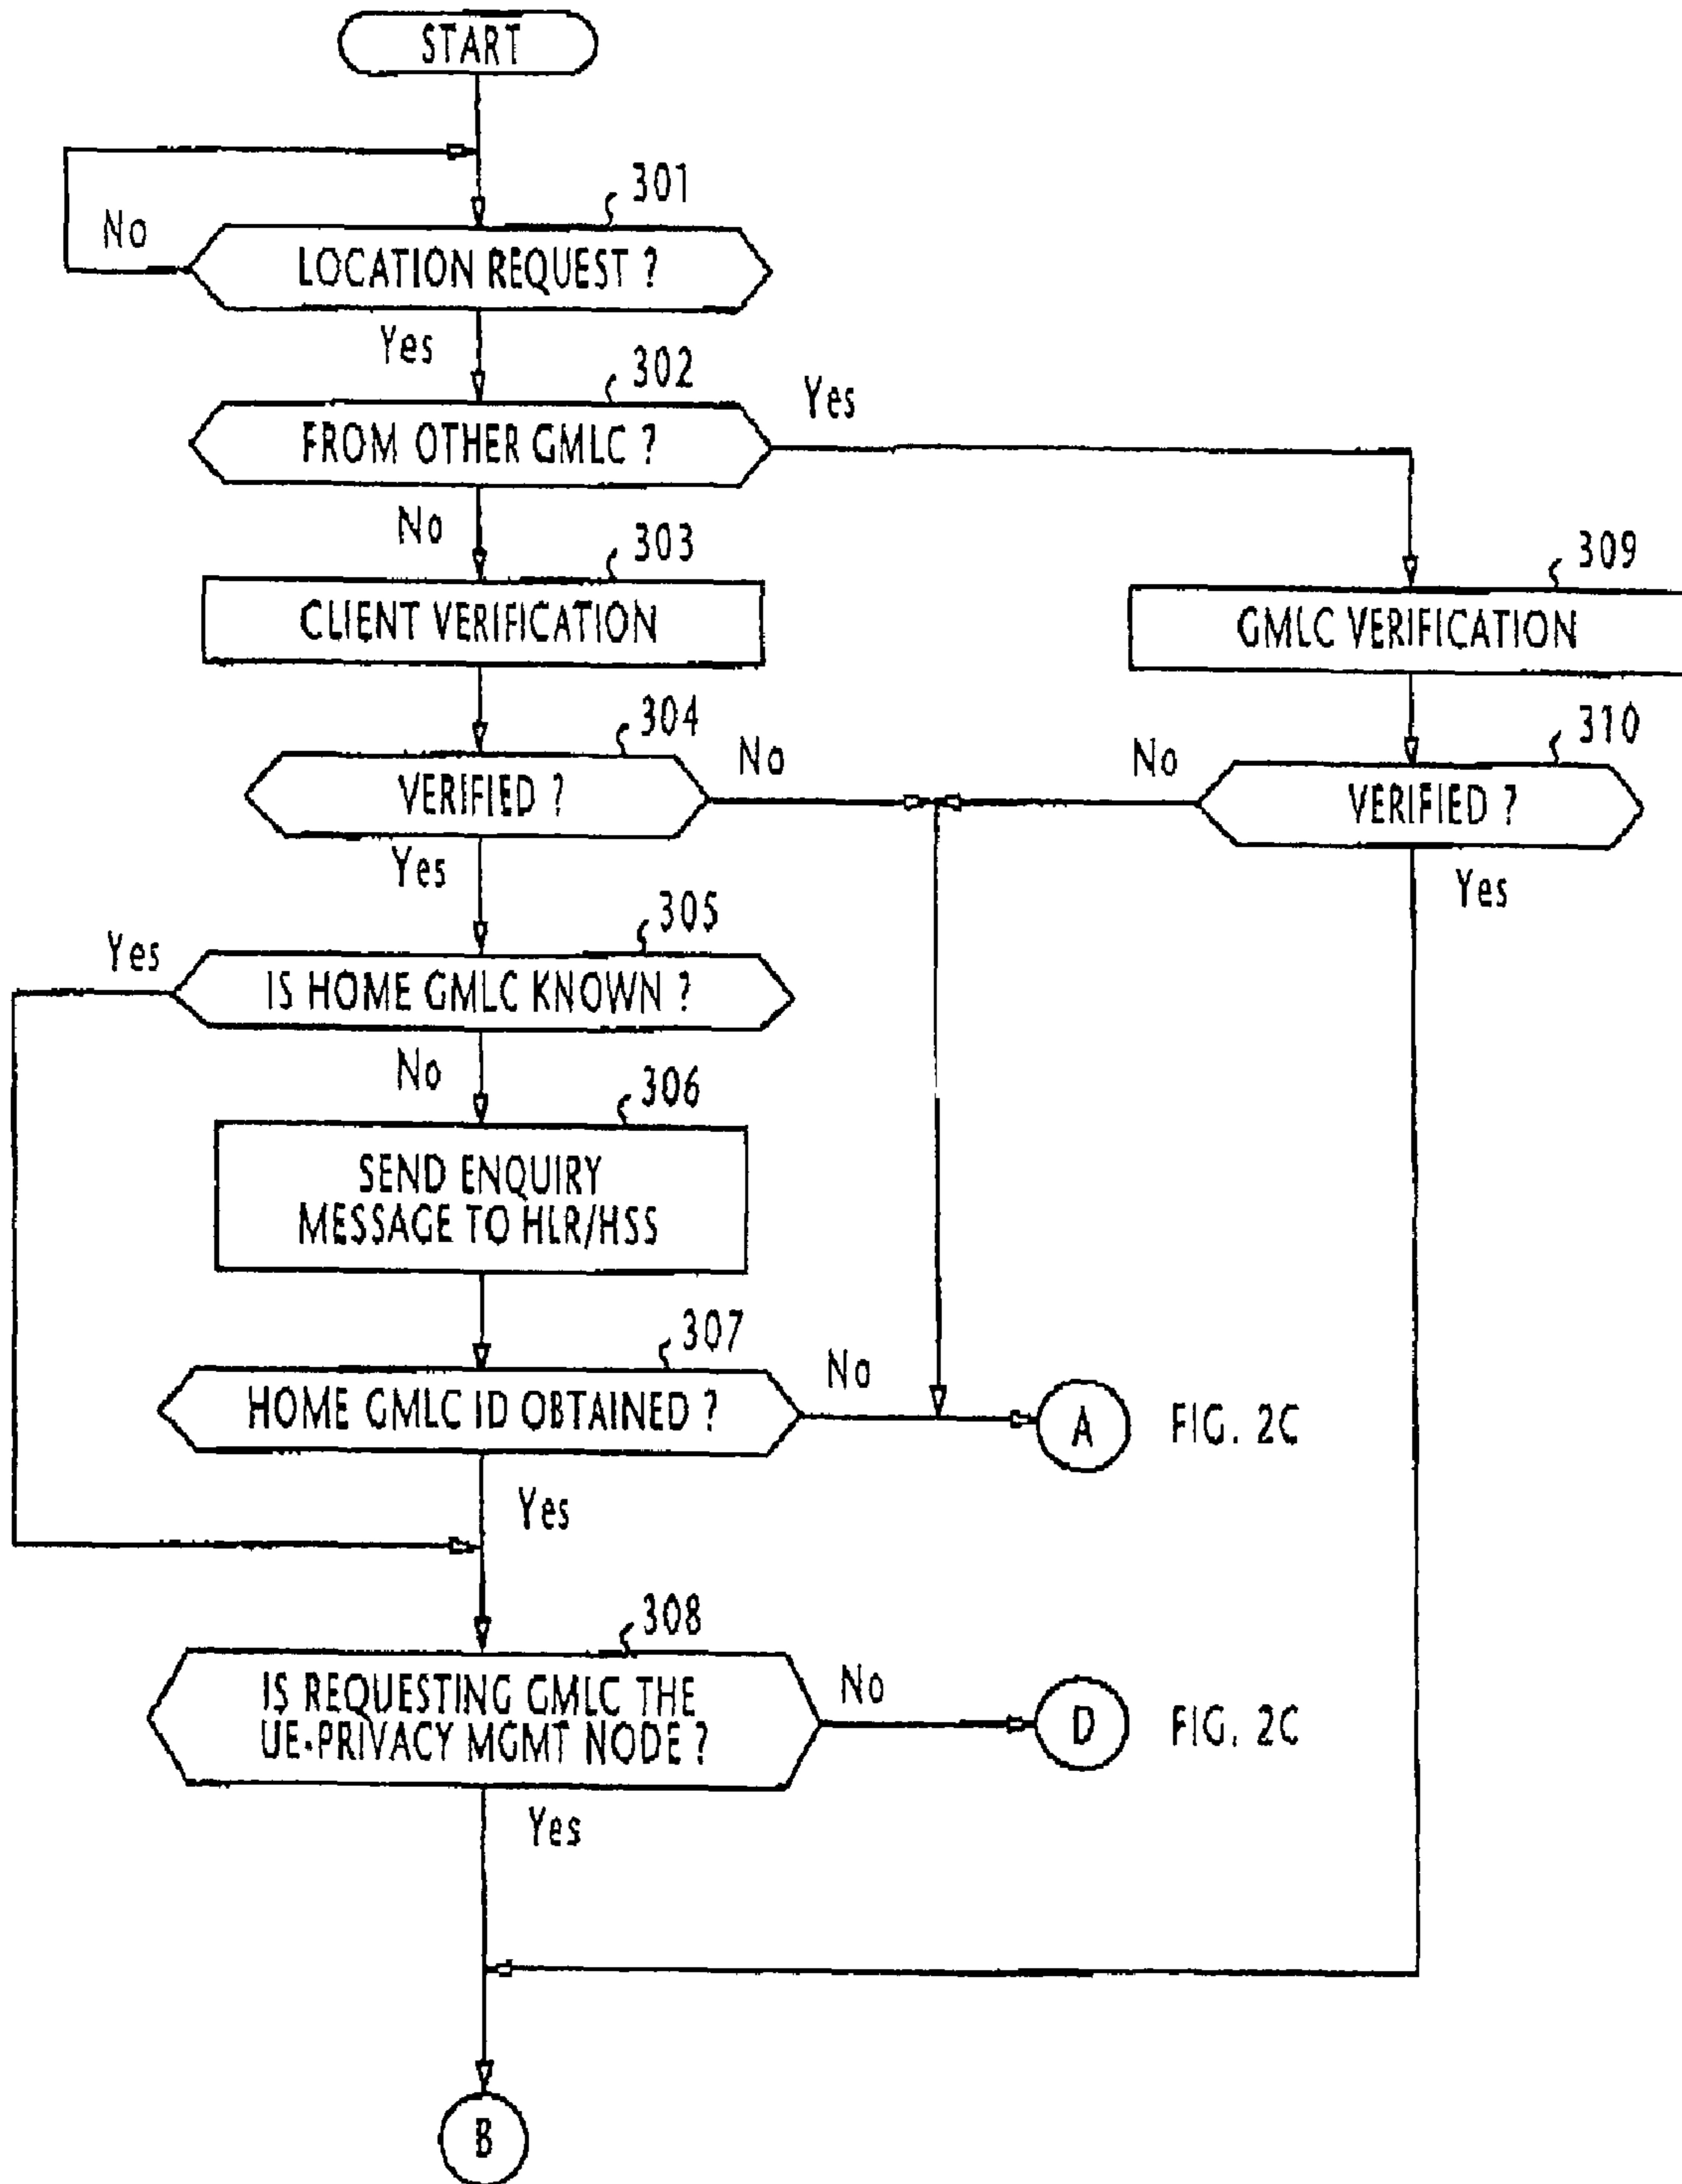 START
301
No
LOCATION REQUEST ?
Yes
302
Yes
FROM OTHER GMLC ?
No
303
309
CLIENT VERIFICATION
GMLC VERIFICATION
304
310
No
No
VERIFIED ?
VERIFIED ?
Yes
Yes
305
Yes
IS HOME GMLC KNOWN ?
No
306
SEND ENQUIRY
MESSAGE TO HLR/HSS
307
No
HOME GMLC ID OBTAINED ?
A
FIG. 2C
Yes
308
No
IS REQUESTING GMLC THE
UE-PRIVACY MGMT NODE ?
D
FIG. 2C
Yes
B